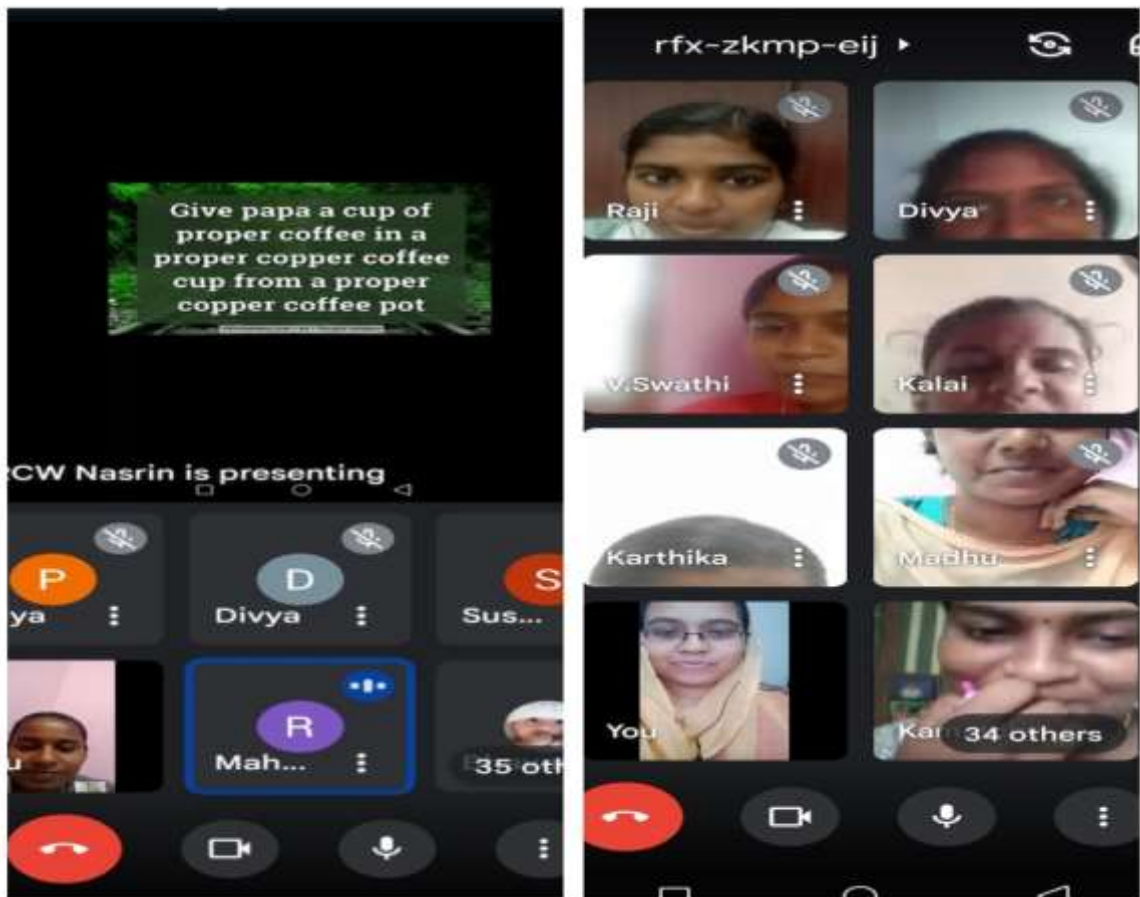 Give papa a cup of
proper coffee in a
proper copper coffee
cup from a proper
copper coffee pot
CW Nasrin is presenting
P
D
S
ya
Divya
Sus...
R
u
Mah...
35 oth
rfx-zkmp-eij
Raji
Divya
V.Swathi
Kalai
Karthika
Madhu
You
Ka
34 others